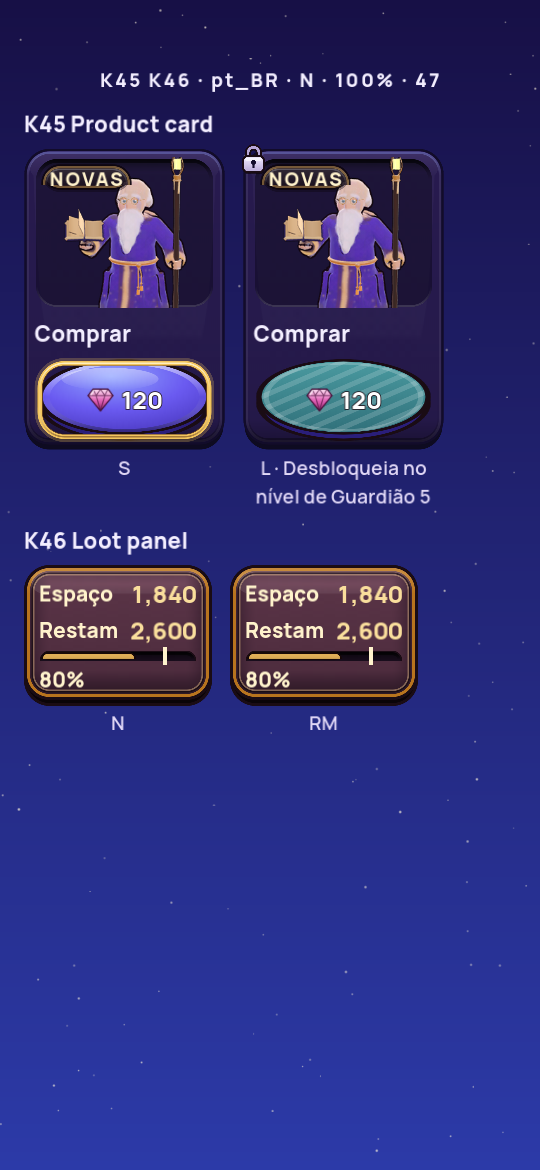 K45 K46 · pt_BR · N · 100% · 47
K45 Product card
NOVAS
NOVAS
Comprar
Comprar
120
120
S
L · Desbloqueia no
nível de Guardião 5
K46 Loot panel
Espaço 1,840
Restam 2,600
80%
Espaço 1,840
Restam 2,600
80%
N
RM